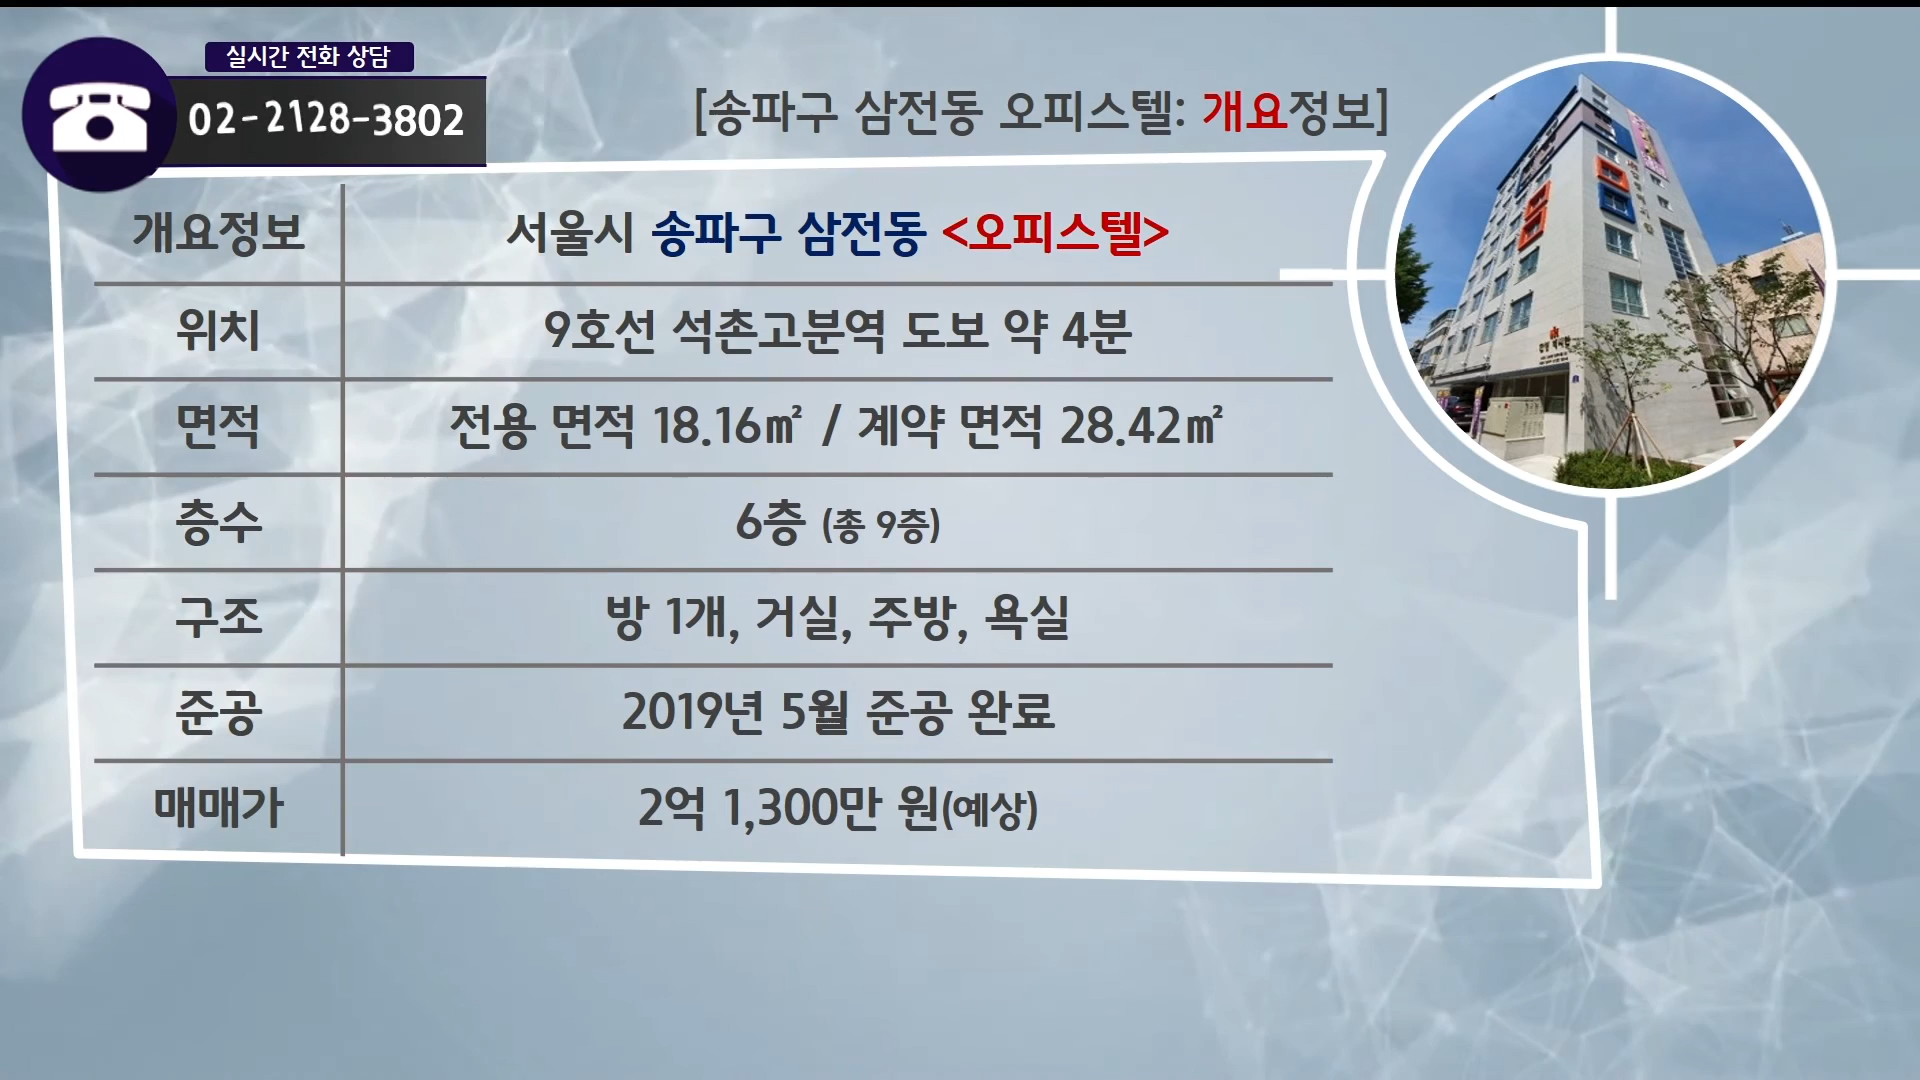 실시간 전화 상담
02-2128-3802
[송파구 삼전동 오피스텔: 개요정보]
개요정보 서울시 송파구 삼전동 <오피스텔>
위치 9호선 석촌고분역 도보 약 4분
면적 전용 면적 18.16㎡ / 계약 면적 28.42㎡
층수 6층 (총 9층)
구조 방 1개, 거실, 주방, 욕실
준공 2019년 5월 준공 완료
매매가 2억 1,300만 원(예상)